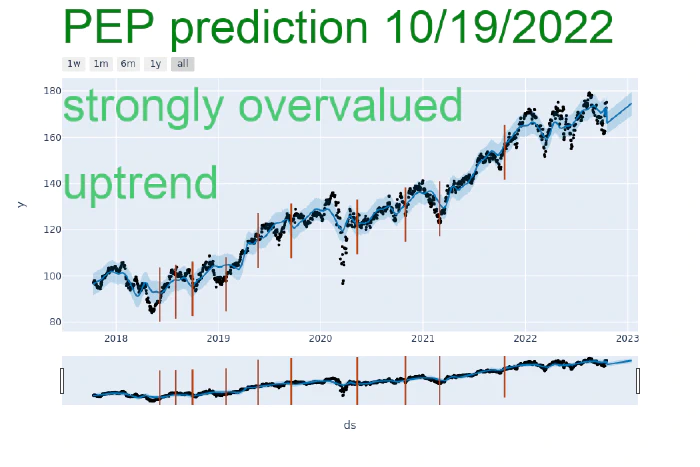 PEP prediction 10/19/2022
1w 1m 6m 1y all
180
strongly overvalued
160
140
uptrend
y
120
100
80
2018 2019 2020 2021 2022 2023
ds